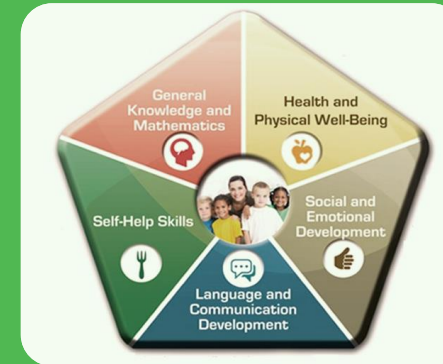 General
Knowledge and
Mathematics
Health and
Physical Well-Being
Social and
Emotional
Development
Language and
Communication
Development
Self-Help Skills